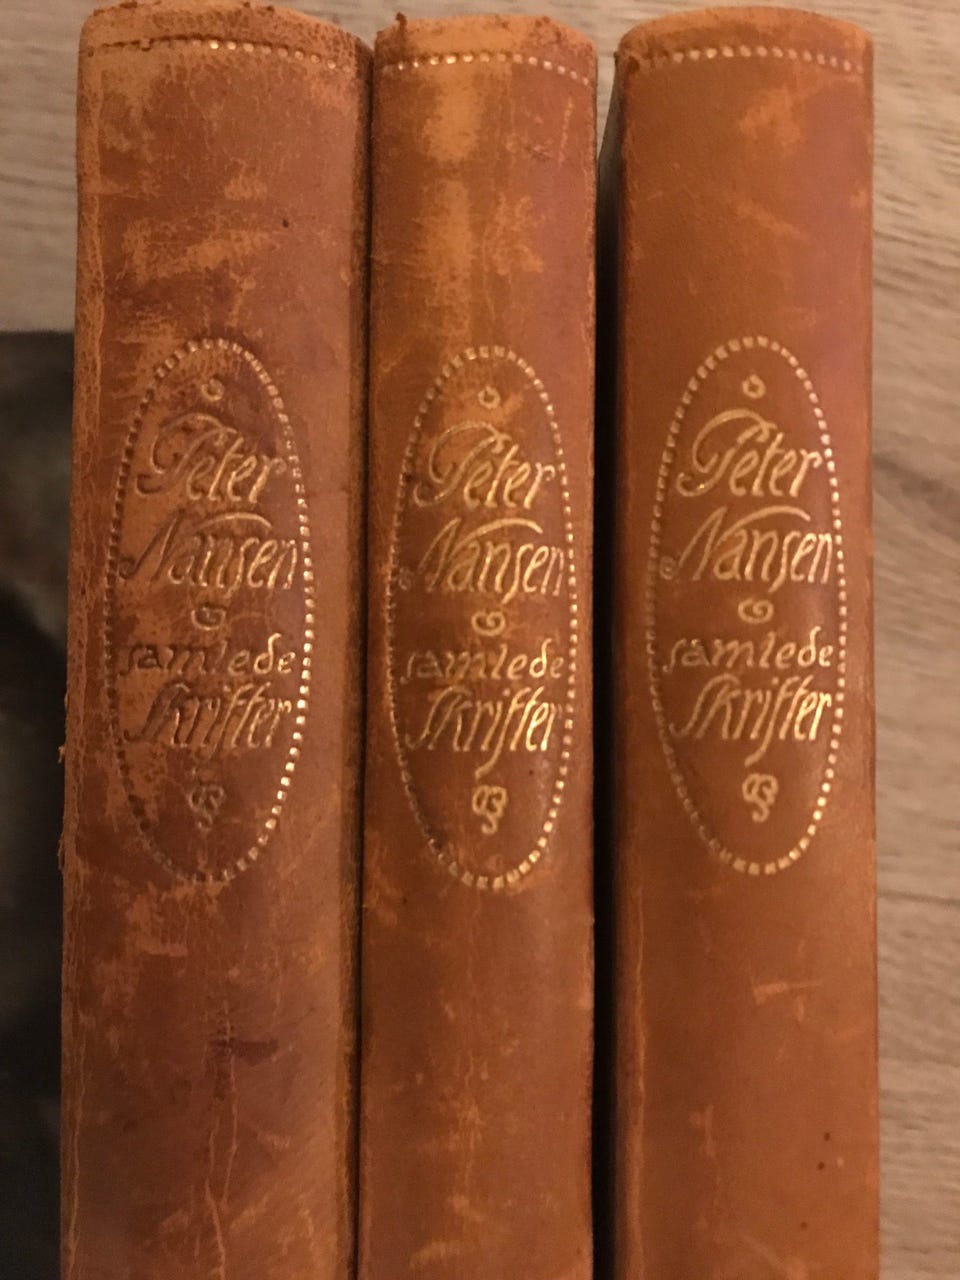 Peter
Nansen
samlede
Skrifter
Peter
Nansen
samlede
Skrifter
Peter
Nansen
samlede
Skrifter